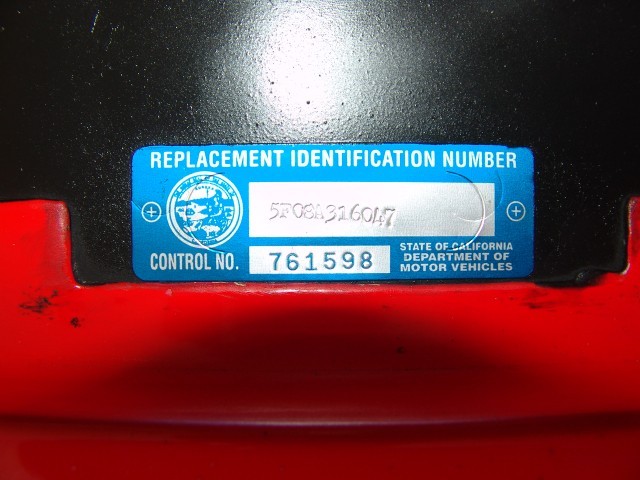 REPLACEMENT IDENTIFICATION NUMBER
5F08A316047
CONTROL NO. 761598
STATE OF CALIFORNIA
DEPARTMENT OF
MOTOR VEHICLES